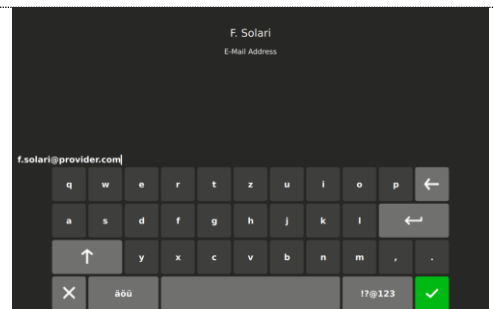 F. Solari
E-Mail Address
f.solari@provider.com
q w e r t z u i o p
a s d f g h j k l
y x c v b n m , .
äöü !?@123